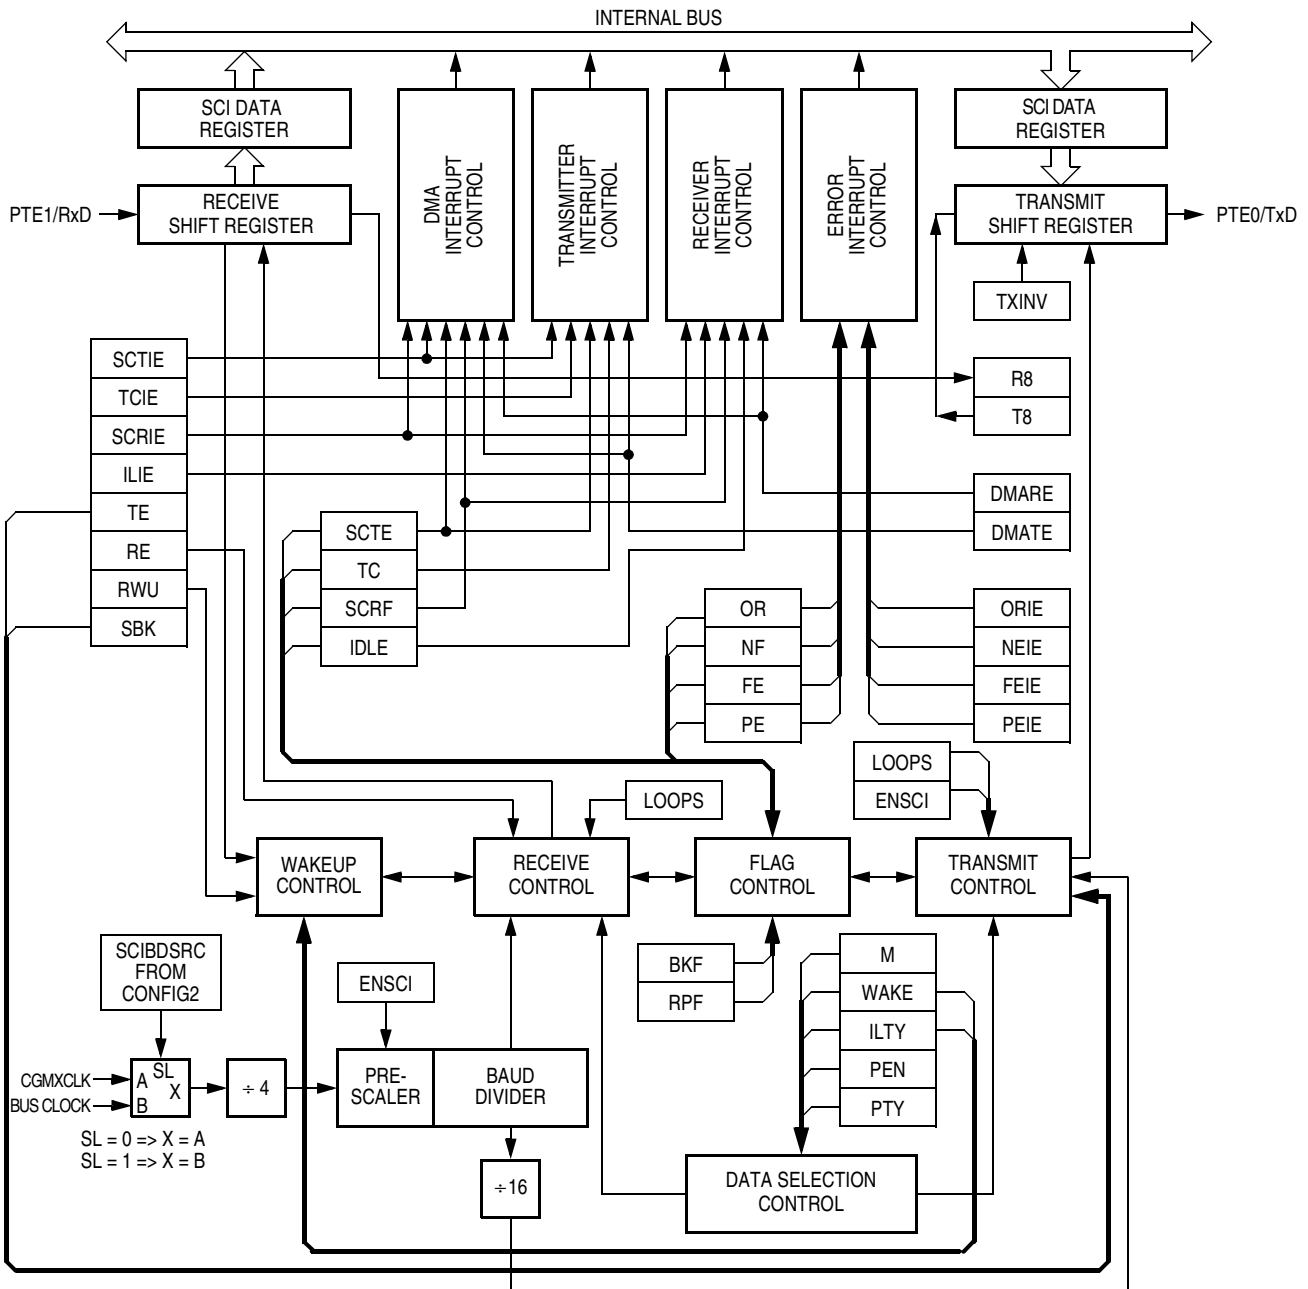 INTERNAL BUS
SCI DATA
REGISTER
DMA
INTERRUPT
CONTROL
TRANSMITTER
INTERRUPT
CONTROL
RECEIVER
INTERRUPT
CONTROL
ERROR
INTERRUPT
CONTROL
SCI DATA
REGISTER
PTE1/RxD
RECEIVE
SHIFT REGISTER
TRANSMIT
SHIFT REGISTER
PTE0/TxD
TXINV
SCTIE
TCIE
SCRIE
ILIE
TE
RE
RWU
SBK
R8
T8
DMARE
DMATE
SCTE
TC
SCRF
IDLE
OR
NF
FE
PE
ORIE
NEIE
FEIE
PEIE
LOOPS
ENSCI
LOOPS
WAKEUP
CONTROL
RECEIVE
CONTROL
FLAG
CONTROL
TRANSMIT
CONTROL
SCIBDSRC
FROM
CONFIG2
ENSCI
BKF
RPF
M
WAKE
ILTY
PEN
PTY
CGMXCLK
BUS CLOCK
A
SL
X
B
÷ 4
PRE-
SCALER
BAUD
DIVIDER
SL = 0 => X = A
SL = 1 => X = B
÷16
DATA SELECTION
CONTROL